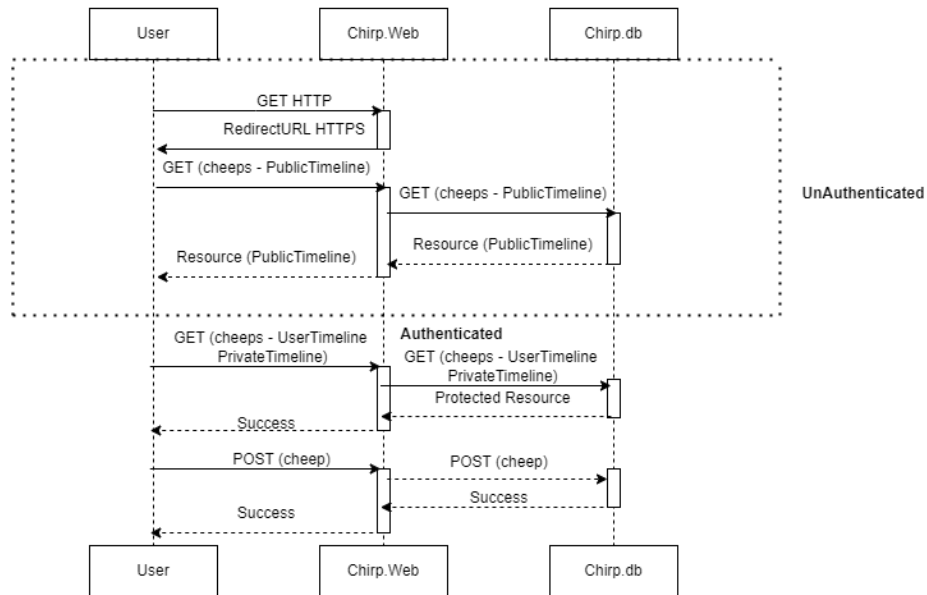 User
Chirp.Web
Chirp.db
GET HTTP
RedirectURL HTTPS
GET (cheeps - PublicTimeline)
GET (cheeps - PublicTimeline)
UnAuthenticated
Resource (PublicTimeline)
Resource (PublicTimeline)
Authenticated
GET (cheeps - UserTimeline
PrivateTimeline)
GET (cheeps - UserTimeline
PrivateTimeline)
Protected Resource
Success
POST (cheep)
POST (cheep)
Success
Success
User
Chirp.Web
Chirp.db